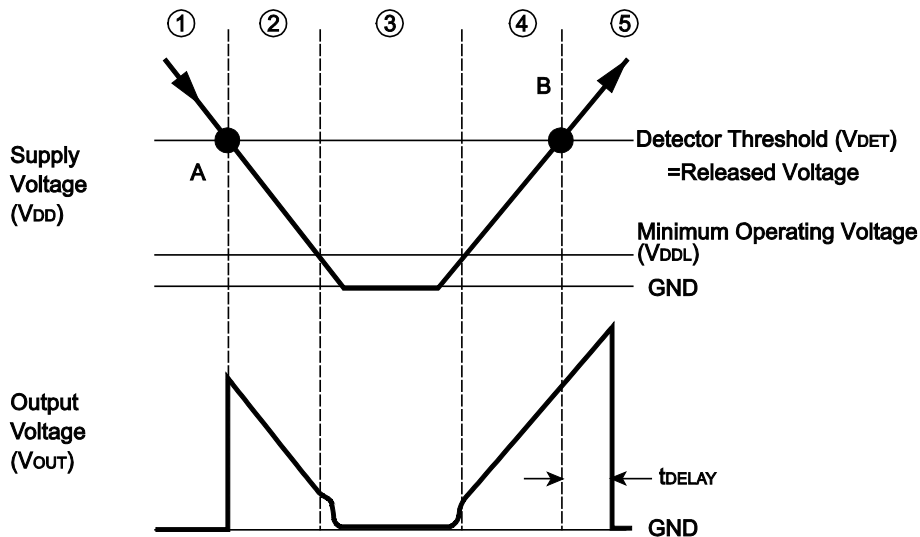 ① ② ③ ④ ⑤
B
Detector Threshold (VDET)
=Released Voltage
A
Supply
Voltage
(VDD)
Minimum Operating Voltage
(VDDL)
GND
Output
Voltage
(VOUT)
tDELAY
GND